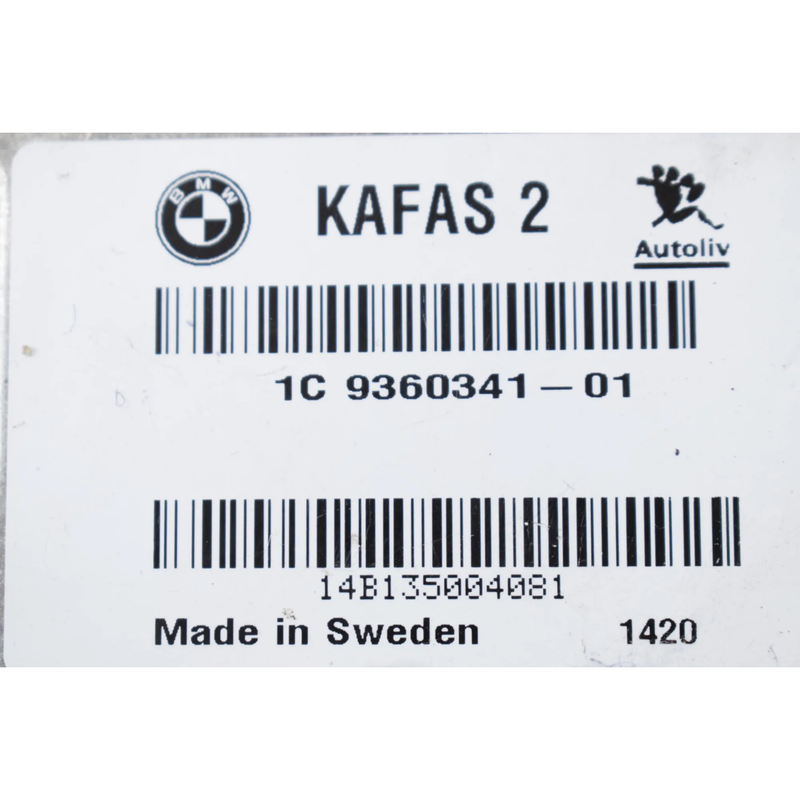 BMW
KAFAS 2
Autoliv
1C 9360341-01
14B135004081
Made in Sweden 1420